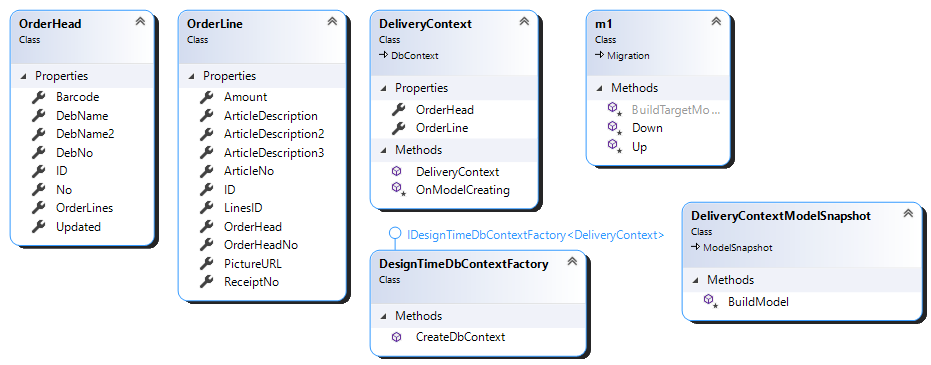 OrderHead
Class
Properties
Barcode
DebName
DebName2
DebNo
ID
No
OrderLines
Updated
OrderLine
Class
Properties
Amount
ArticleDescription
ArticleDescription2
ArticleDescription3
ArticleNo
ID
LinesID
OrderHead
OrderHeadNo
PictureURL
ReceiptNo
DeliveryContext
Class
DbContext
Properties
OrderHead
OrderLine
Methods
DeliveryContext
OnModelCreating
m1
Class
Migration
Methods
BuildTargetMo...
Down
Up
IDesignTimeDbContextFactory<DeliveryContext>
DesignTimeDbContextFactory
Class
Methods
CreateDbContext
DeliveryContextModelSnapshot
Class
ModelSnapshot
Methods
BuildModel